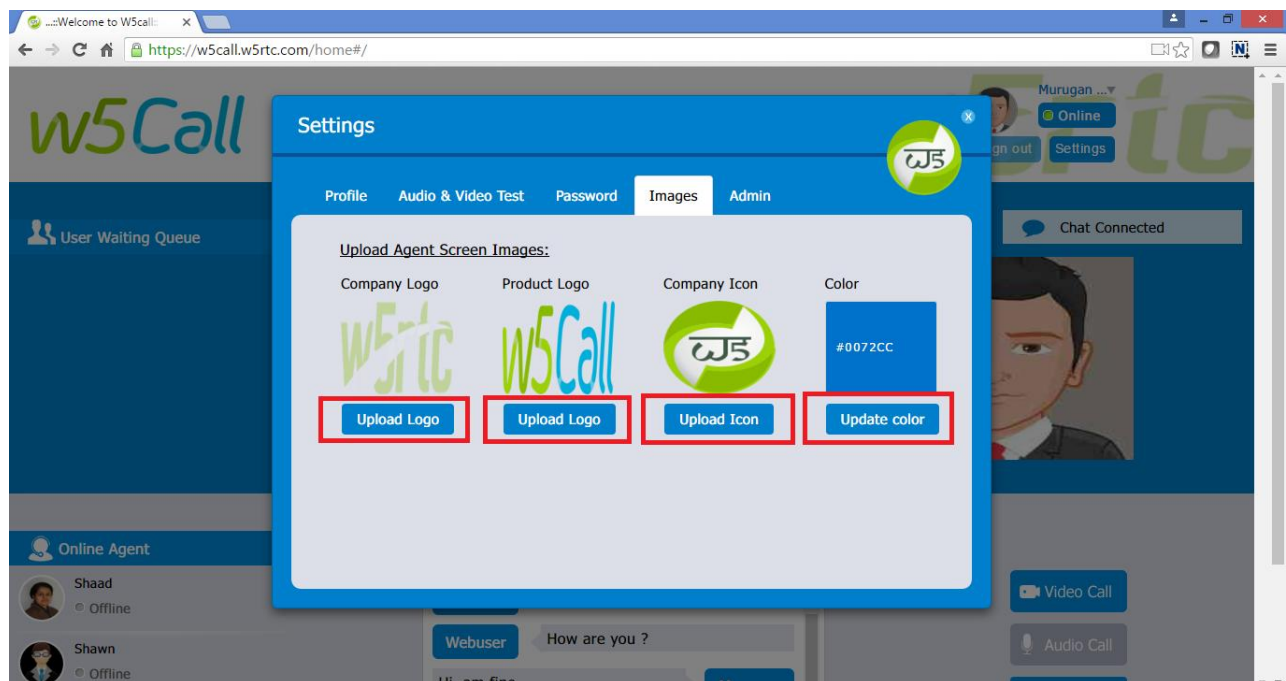 ...::Welcome to W5call::
https://w5call.w5rtc.com/home#/
w5Call
Murugan ...
Online
gn out
Settings
User Waiting Queue
Chat Connected
Settings
Profile
Audio & Video Test
Password
Images
Admin
Upload Agent Screen Images:
Company Logo
Product Logo
Company Icon
Color
w5rtc
w5Call
#0072CC
Upload Logo
Upload Logo
Upload Icon
Update color
Online Agent
Shaad
Offline
Shawn
Offline
Webuser
How are you ?
Video Call
Audio Call